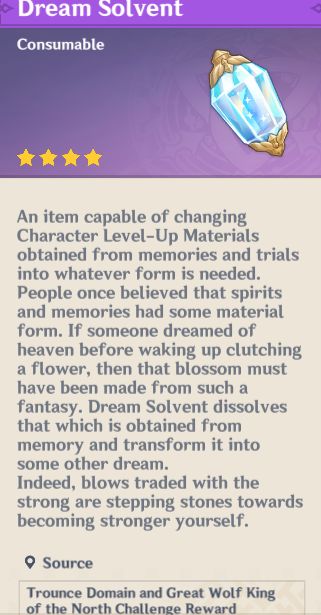 Dream Solvent
Consumable
An item capable of changing
Character Level-Up Materials
obtained from memories and trials
into whatever form is needed.
People once believed that spirits
and memories had some material
form. If someone dreamed of
heaven before waking up clutching
a flower, then that blossom must
have been made from such a
fantasy. Dream Solvent dissolves
that which is obtained from
memory and transform it into
some other dream.
Indeed, blows traded with the
strong are stepping stones towards
becoming stronger yourself.
Source
Trounce Domain and Great Wolf King
of the North Challenge Reward